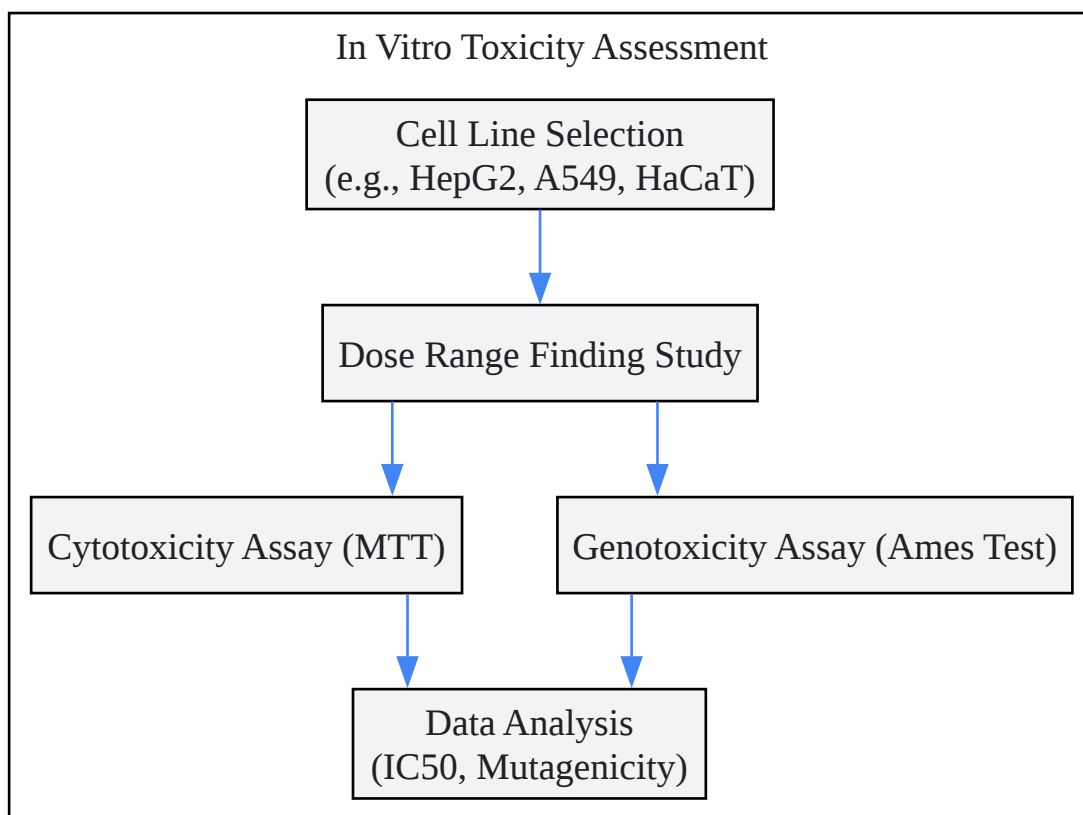 In Vitro Toxicity Assessment
Cell Line Selection
(e.g., HepG2, A549, HaCaT)
Dose Range Finding Study
Cytotoxicity Assay (MTT)
Genotoxicity Assay (Ames Test)
Data Analysis
(IC50, Mutagenicity)